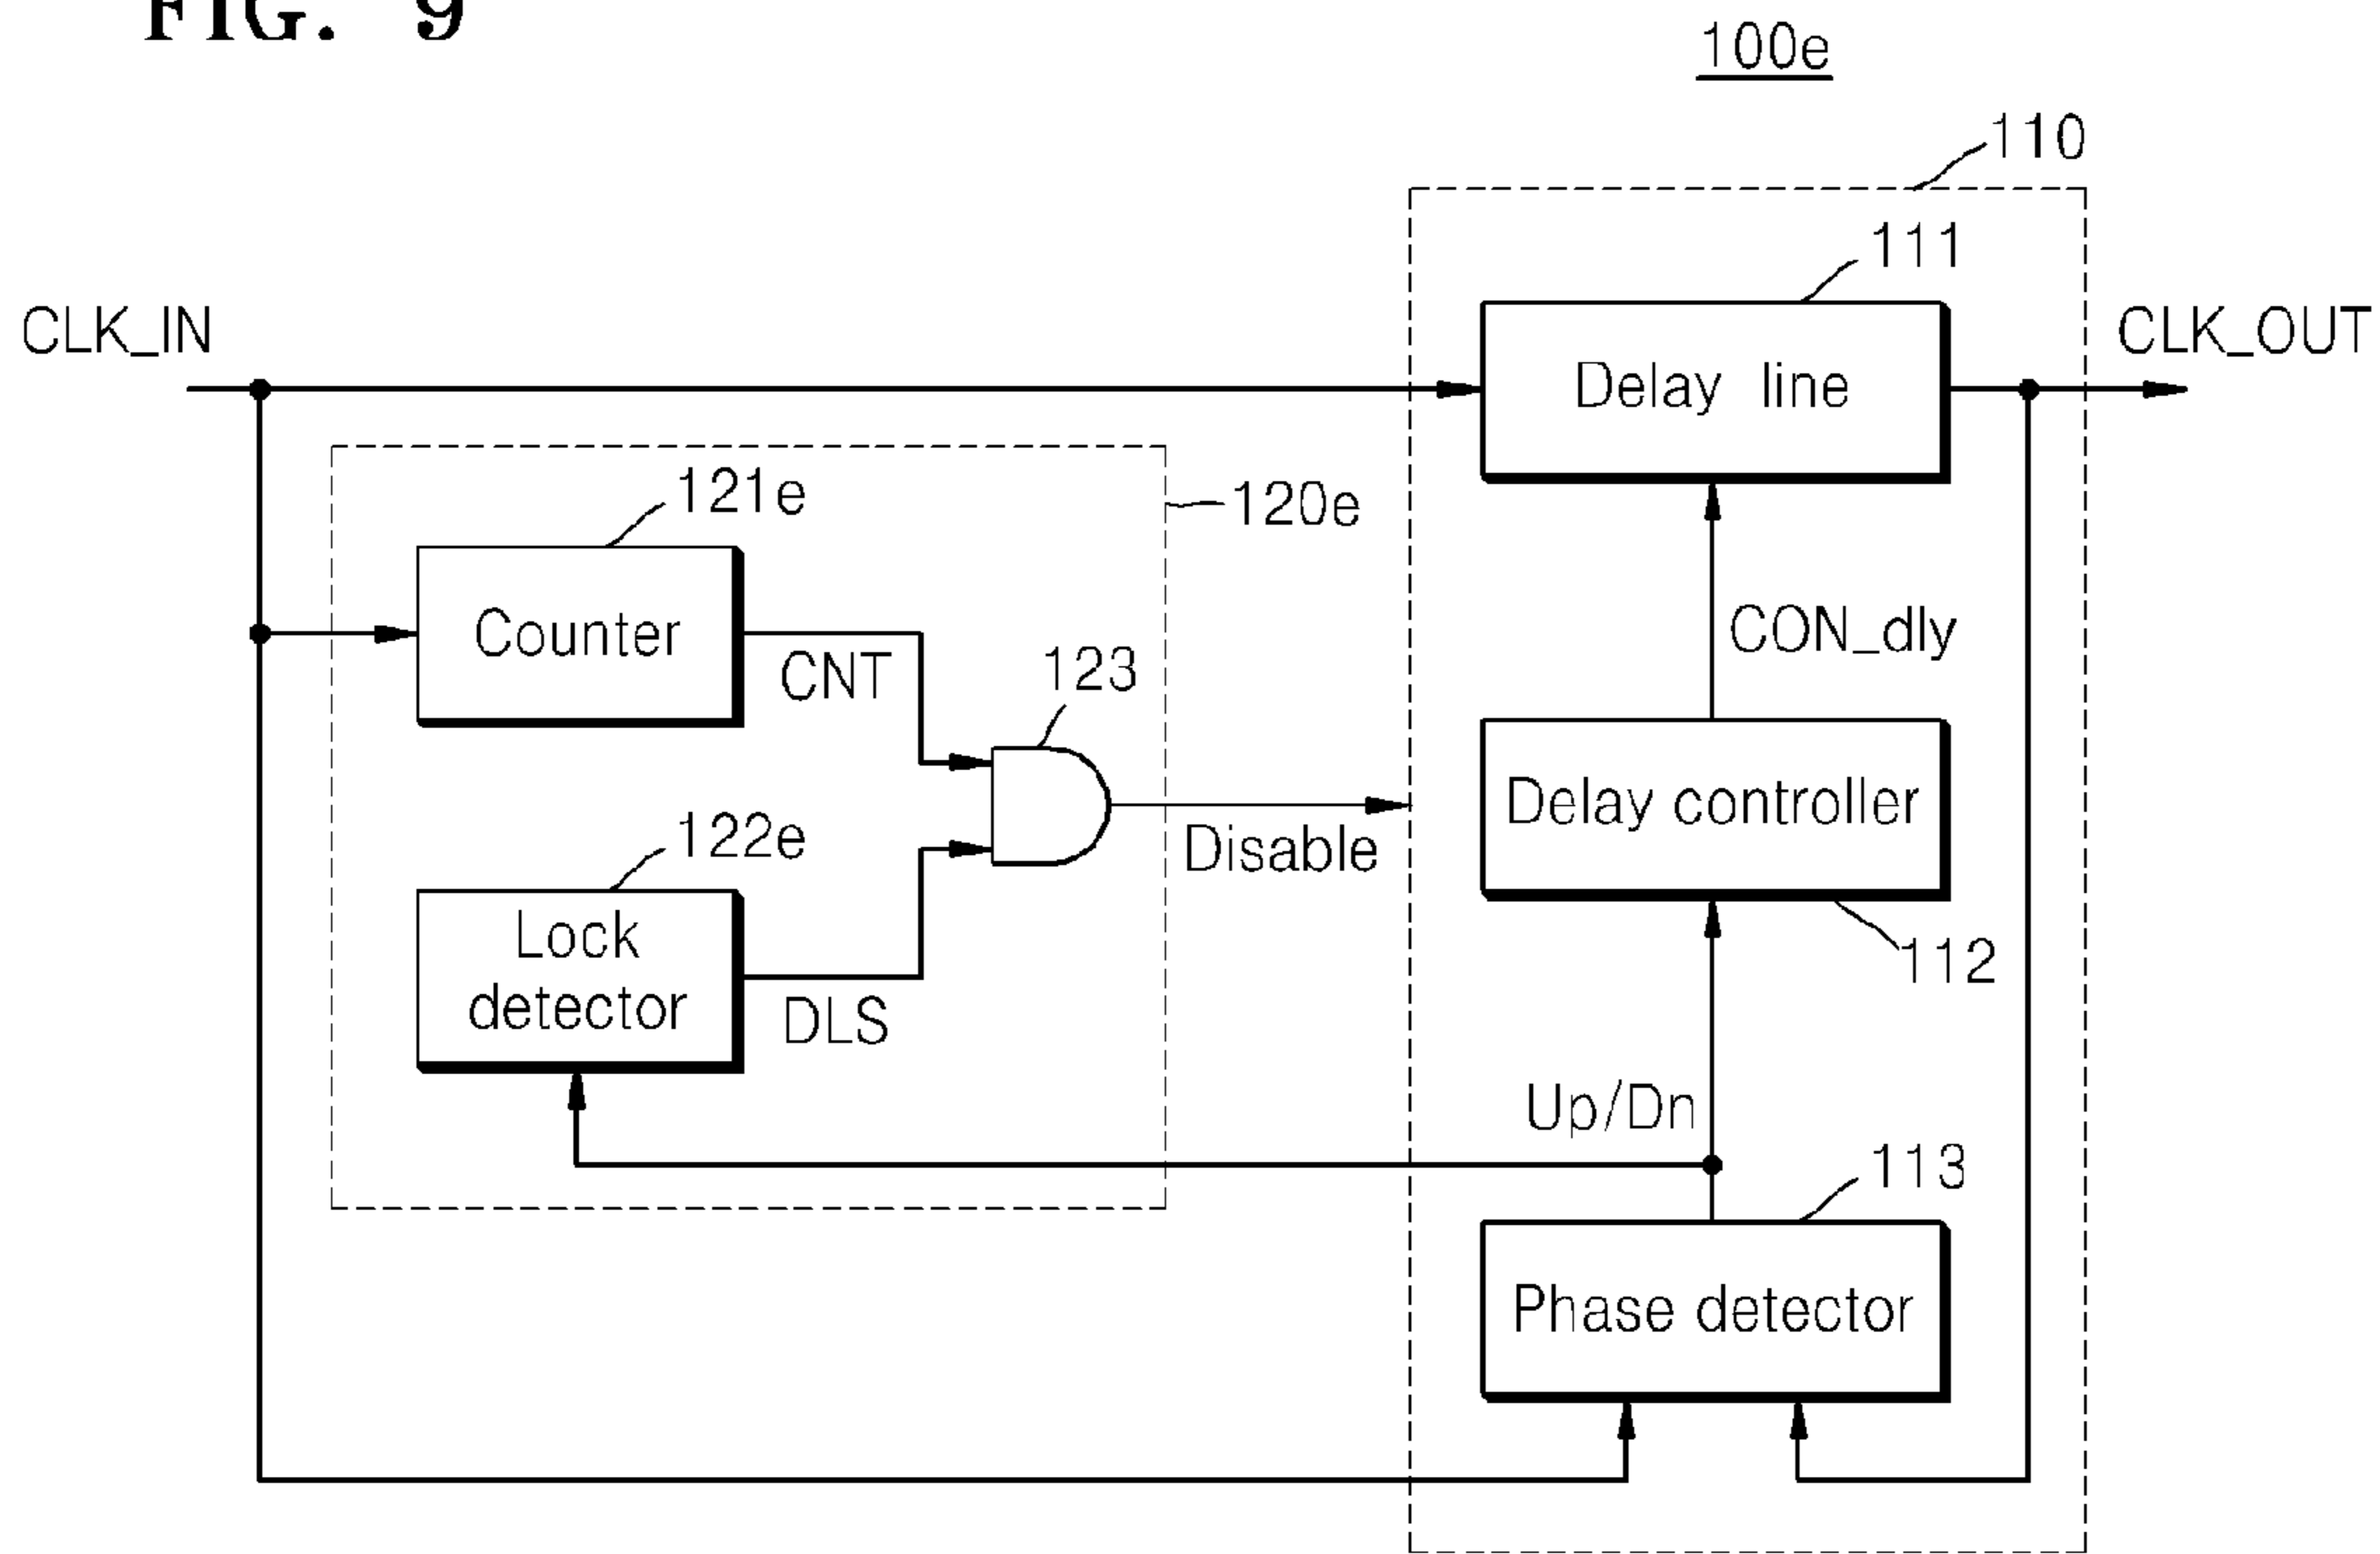 FIG. 9
100e
110
111
CLK_IN
Delay line
CLK_OUT
121e
120e
Counter
CNT
CON_dly
123
122e
Delay controller
Disable
Lock
detector
DLS
112
Up/Dn
113
Phase detector